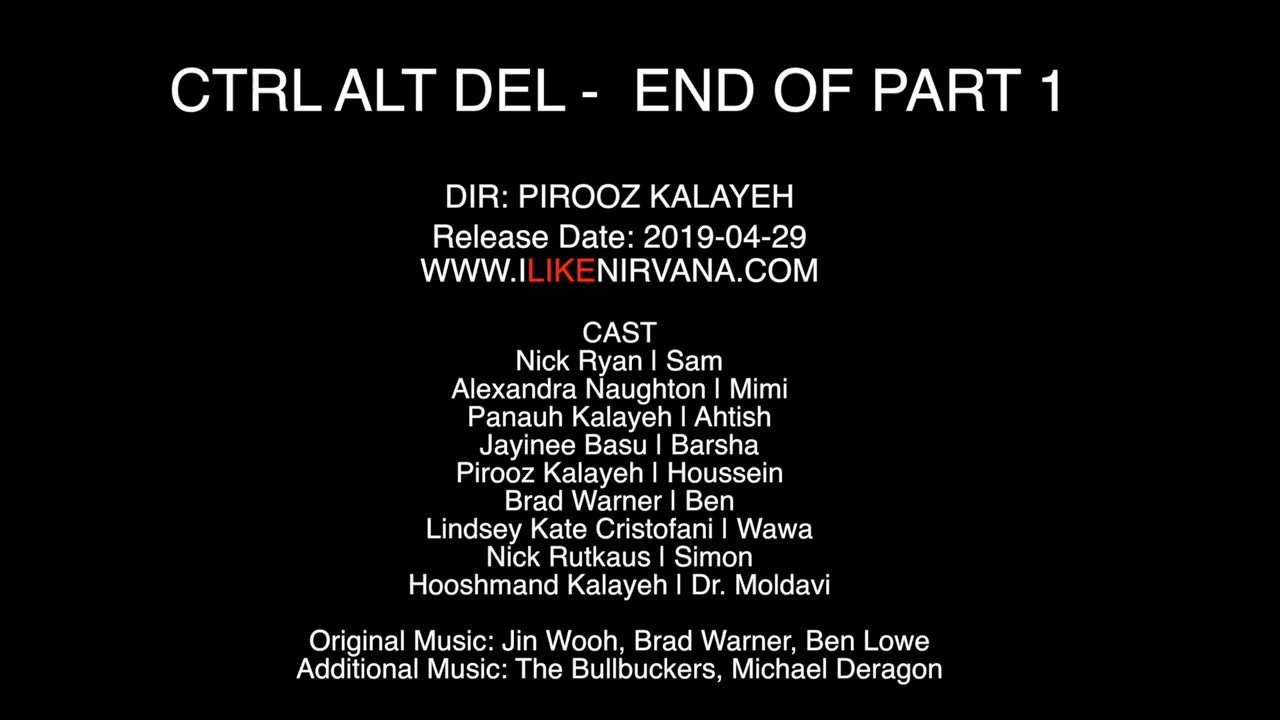 CTRL ALT DEL - END OF PART 1
DIR: PIROOZ KALAYEH
Release Date: 2019-04-29
WWW.ILIKENIRVANA.COM
CAST
Nick Ryan | Sam
Alexandra Naughton | Mimi
Panauh Kalayeh | Ahtish
Jayinee Basu | Barsha
Pirooz Kalayeh | Houssein
Brad Warner | Ben
Lindsey Kate Cristofani | Wawa
Nick Rutkaus | Simon
Hooshmand Kalayeh | Dr. Moldavi
Original Music: Jin Wooh, Brad Warner, Ben Lowe
Additional Music: The Bullbuckers, Michael Deragon